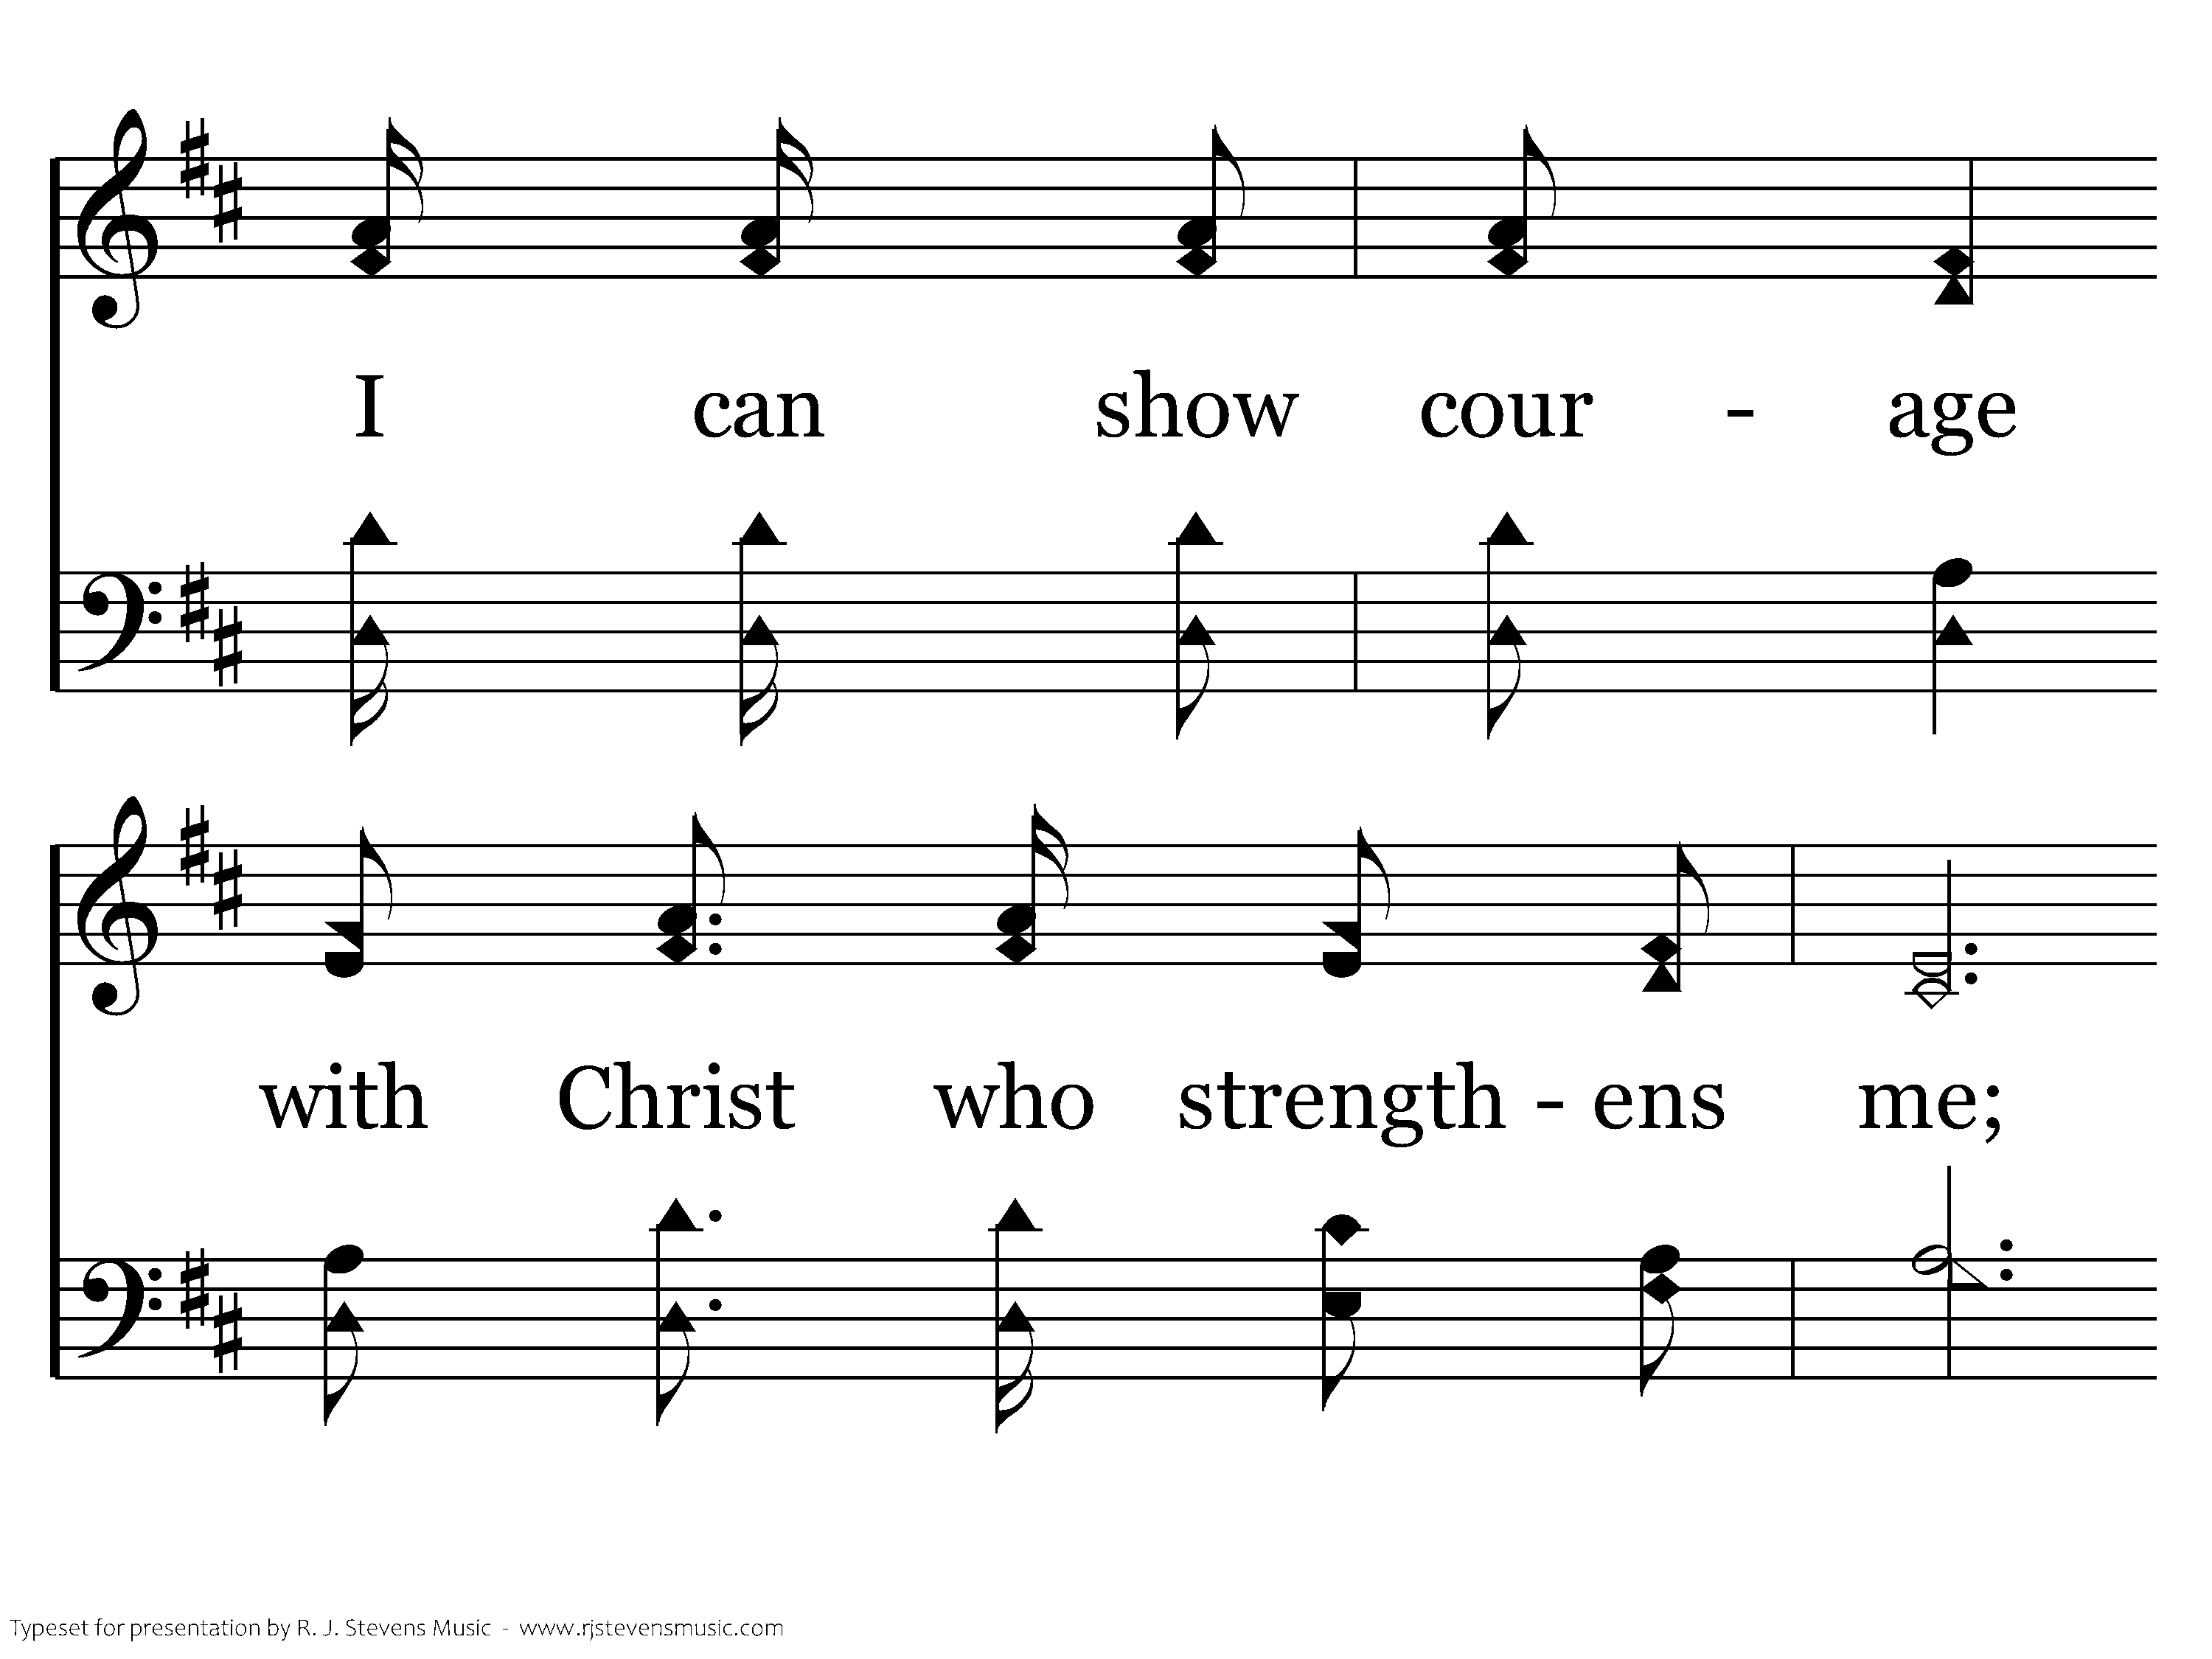 I can show cour - age
with Christ who strength - ens me;
Typeset for presentation by R. J. Stevens Music - www.rjstevensmusic.com